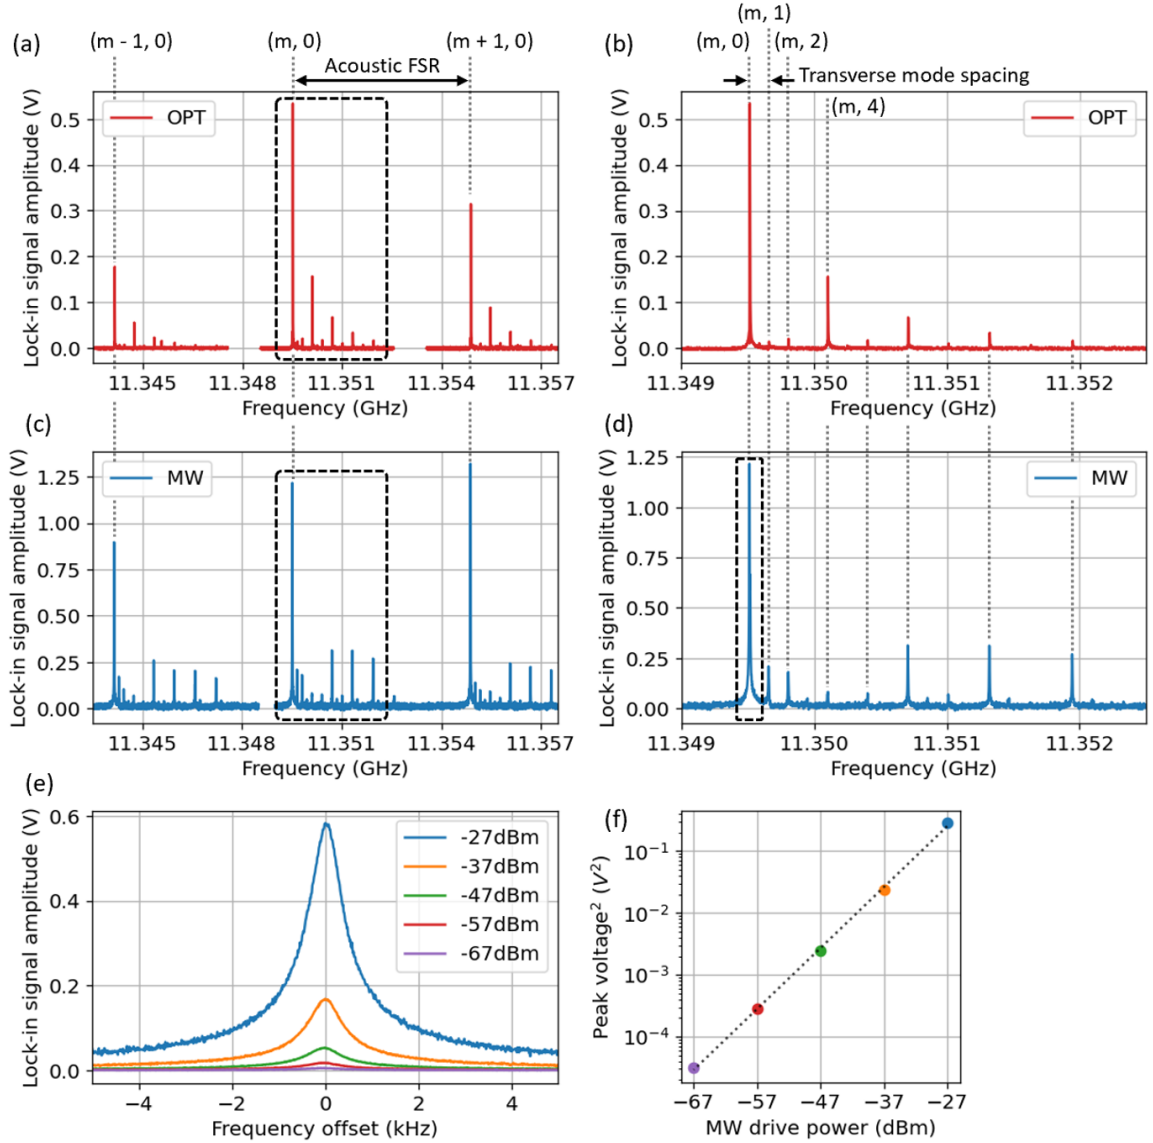 (a)
(m - 1, 0)
(m, 0)
(m + 1, 0)
Acoustic FSR
OPT
Lock-in signal amplitude (V)
0.5
0.4
0.3
0.2
0.1
0.0
11.345
11.348
11.351
11.354
11.357
Frequency (GHz)
(b)
(m, 0)
(m, 1)
(m, 2)
Transverse mode spacing
(m, 4)
OPT
Lock-in signal amplitude (V)
0.5
0.4
0.3
0.2
0.1
0.0
11.349
11.350
11.351
11.352
Frequency (GHz)
(c)
MW
Lock-in signal amplitude (V)
1.25
1.00
0.75
0.50
0.25
0.00
11.345
11.348
11.351
11.354
11.357
Frequency (GHz)
(d)
MW
Lock-in signal amplitude (V)
1.25
1.00
0.75
0.50
0.25
0.00
11.349
11.350
11.351
11.352
Frequency (GHz)
(e)
Lock-in signal amplitude (V)
0.6
0.4
0.2
0.0
-27dBm
-37dBm
-47dBm
-57dBm
-67dBm
−4
−2
0
2
4
Frequency offset (kHz)
(f)
Peak voltage² (V²)
10⁻¹
10⁻²
10⁻³
10⁻⁴
−67
−57
−47
−37
−27
MW drive power (dBm)